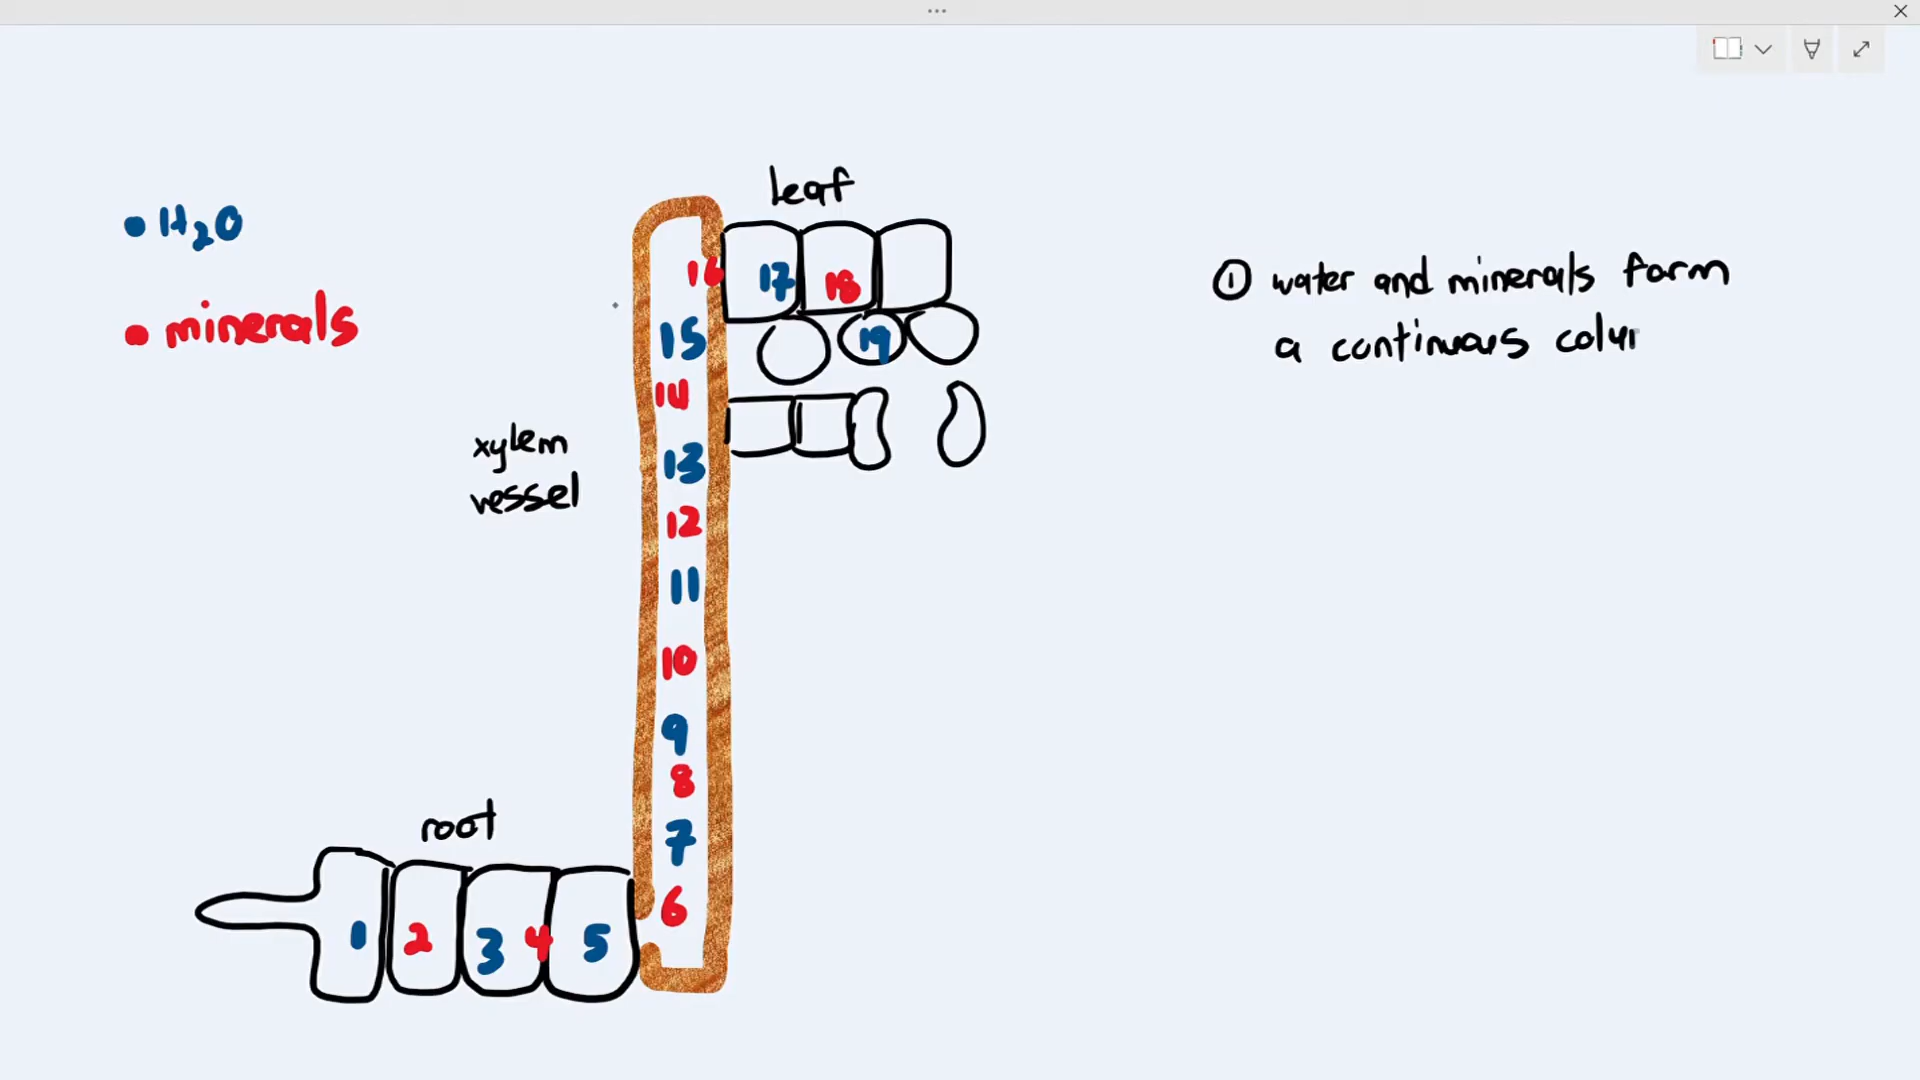 leaf
• H₂O
16 17 18
① water and minerals form
• minerals
15 19
a continuous colu
14
xylem
13
vessel
12
11
10
9
8
root
7
6
1 2 3 4 5